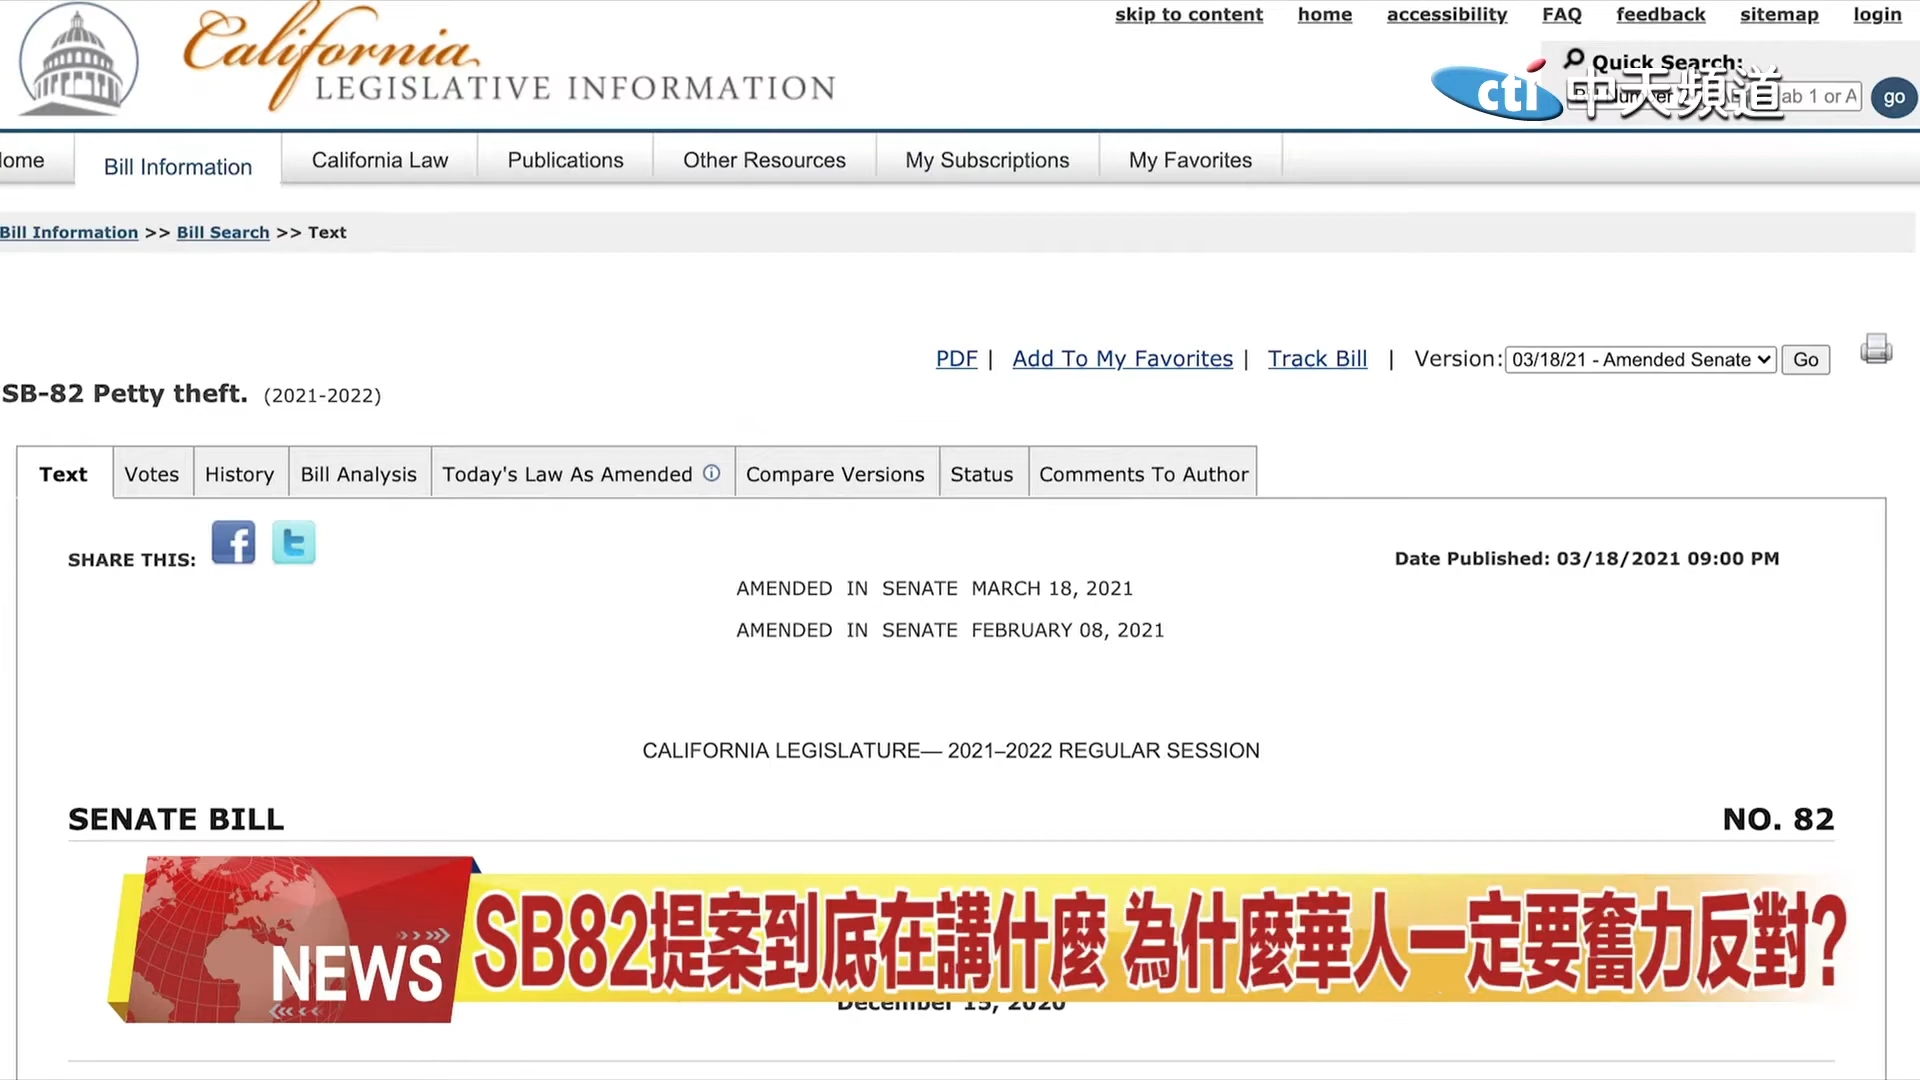 skip to content home accessibility FAQ feedback sitemap login
California
LEGISLATIVE INFORMATION
Quick Search:
cti 中天頻道
ab 1 or A go
Home Bill Information California Law Publications Other Resources My Subscriptions My Favorites
Bill Information >> Bill Search >> Text
PDF | Add To My Favorites | Track Bill | Version: 03/18/21 - Amended Senate Go
SB-82 Petty theft. (2021-2022)
Text Votes History Bill Analysis Today's Law As Amended Compare Versions Status Comments To Author
SHARE THIS:
Date Published: 03/18/2021 09:00 PM
AMENDED IN SENATE MARCH 18, 2021
AMENDED IN SENATE FEBRUARY 08, 2021
CALIFORNIA LEGISLATURE— 2021–2022 REGULAR SESSION
SENATE BILL NO. 82
NEWS
SB82提案到底在講什麼 為什麼華人一定要奮力反對?
December 15, 2020